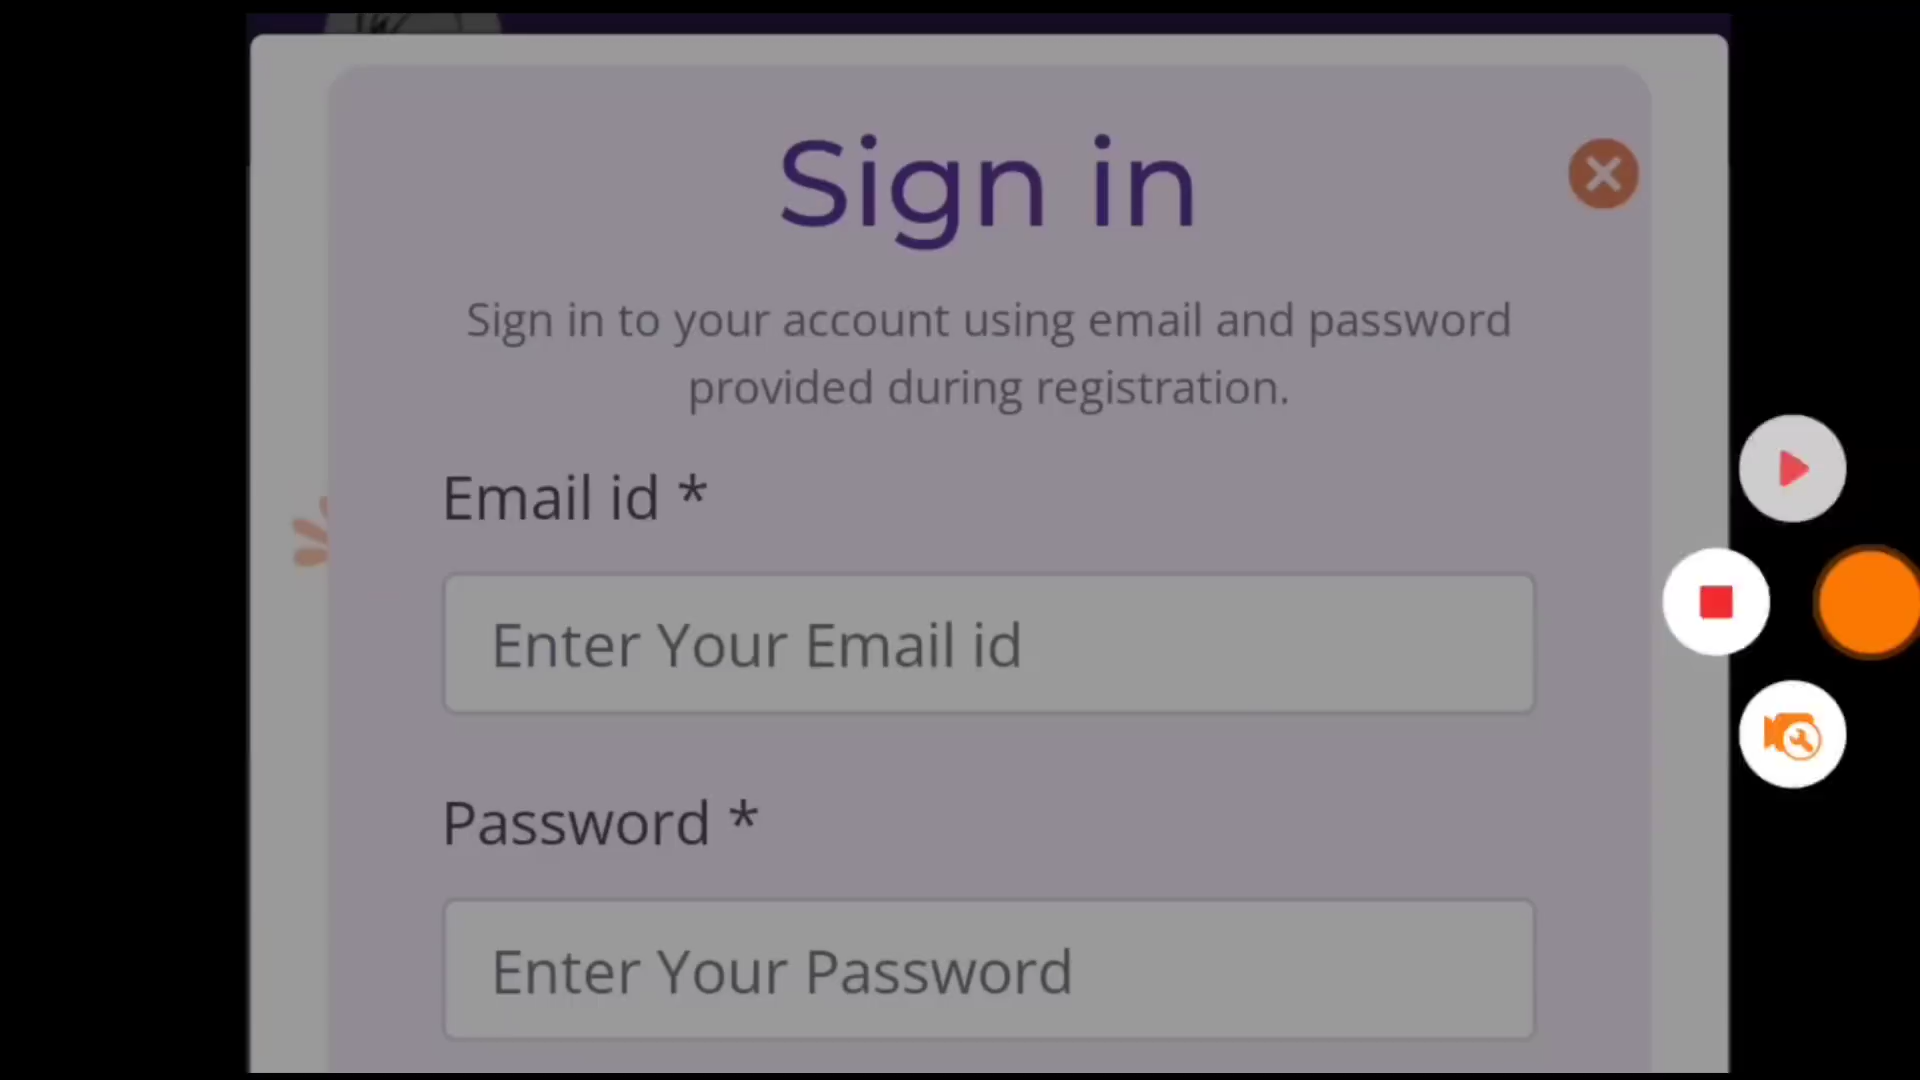 Sign in
Sign in to your account using email and password
provided during registration.
Email id *
Enter Your Email id
Password *
Enter Your Password